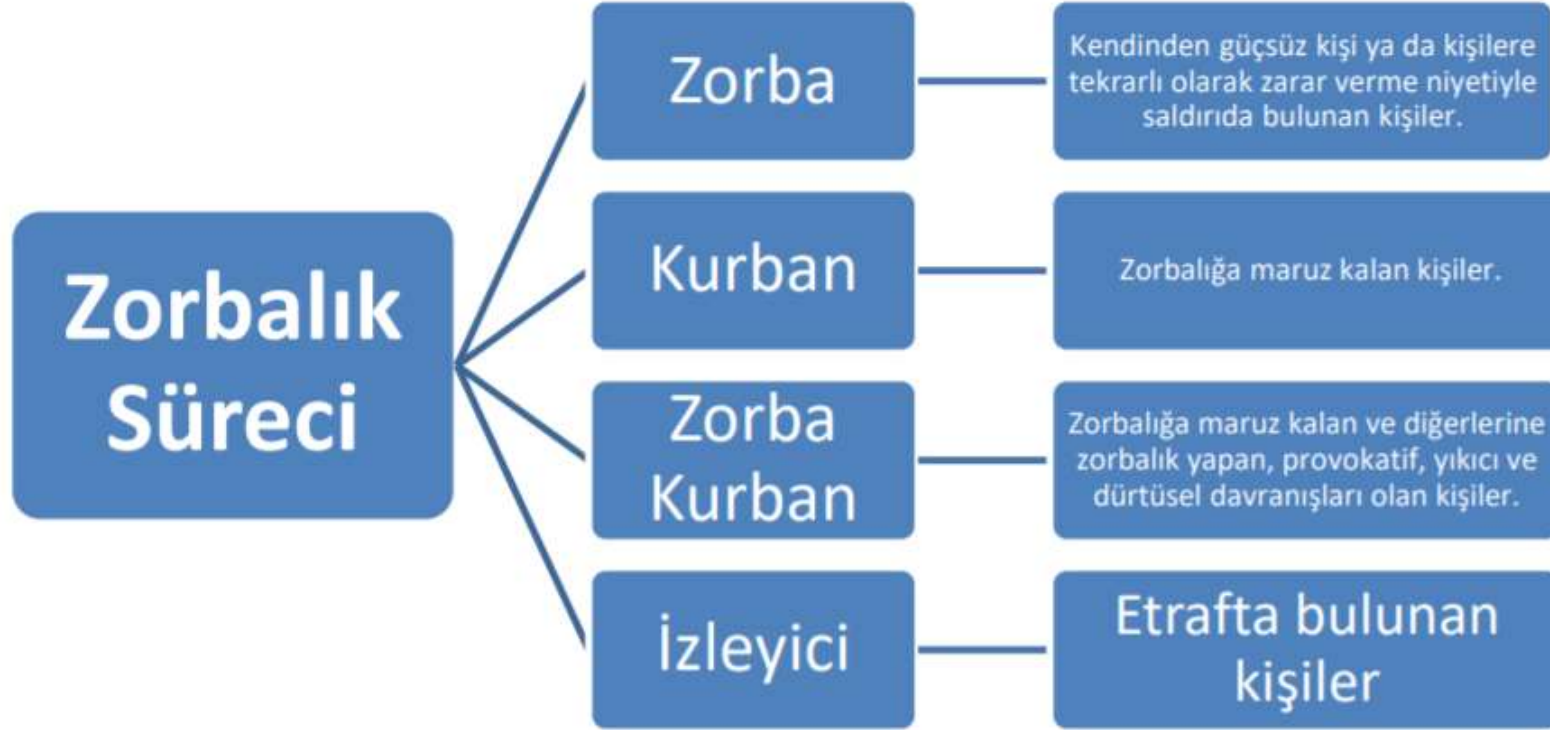 Zorbalık
Süreci
Zorba
Kendinden güçsüz kişi ya da kişilere
tekrarlı olarak zarar verme niyetiyle
saldırıda bulunan kişiler.
Kurban
Zorbalığa maruz kalan kişiler.
Zorba
Kurban
Zorbalığa maruz kalan ve diğerlerine
zorbalık yapan, provokatif, yıkıcı ve
dürtüsel davranışları olan kişiler.
İzleyici
Etrafta bulunan
kişiler